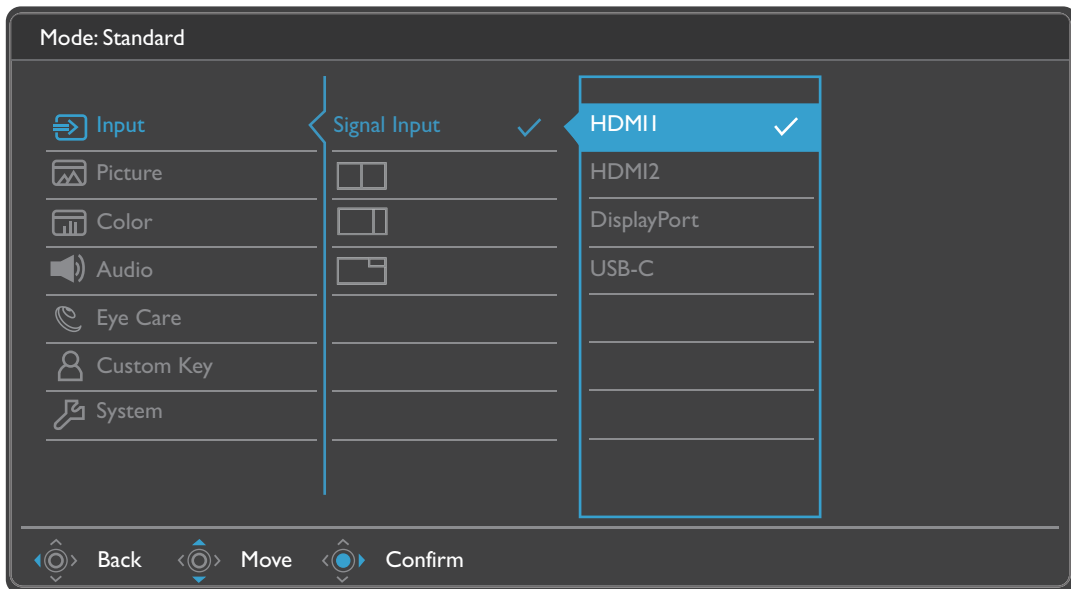 Mode: Standard
Input
Signal Input
HDMI1
Picture
HDMI2
Color
DisplayPort
Audio
USB-C
Eye Care
Custom Key
System
Back
Move
Confirm